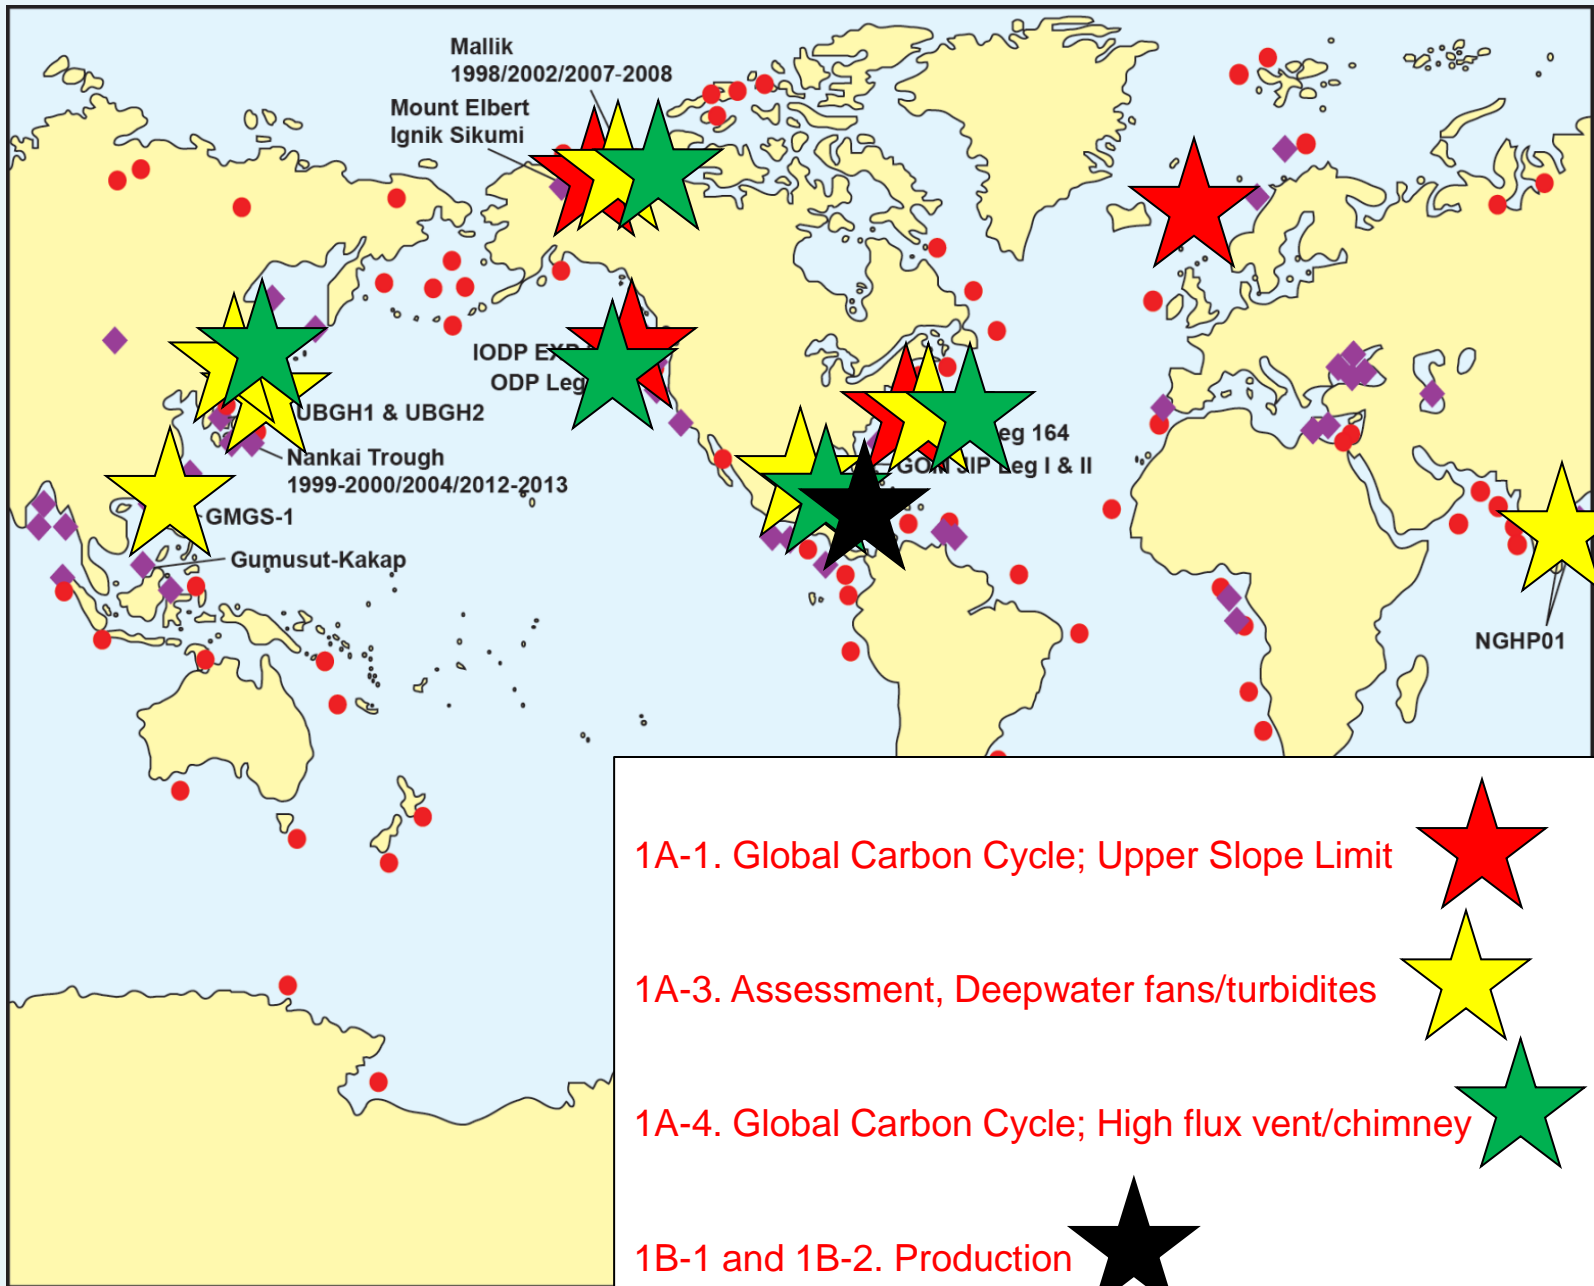 Mallik
1998/2002/2007-2008
Mount Elbert
Ignik Sikumi
IODP EXP
ODP Leg
UBGH1 & UBGH2
Leg 164
Nankai Trough
GOM JIP Leg I & II
1999-2000/2004/2012-2013
GMGS-1
Gumusut-Kakap
NGHP01
1A-1. Global Carbon Cycle; Upper Slope Limit
1A-3. Assessment, Deepwater fans/turbidites
1A-4. Global Carbon Cycle; High flux vent/chimney
1B-1 and 1B-2. Production